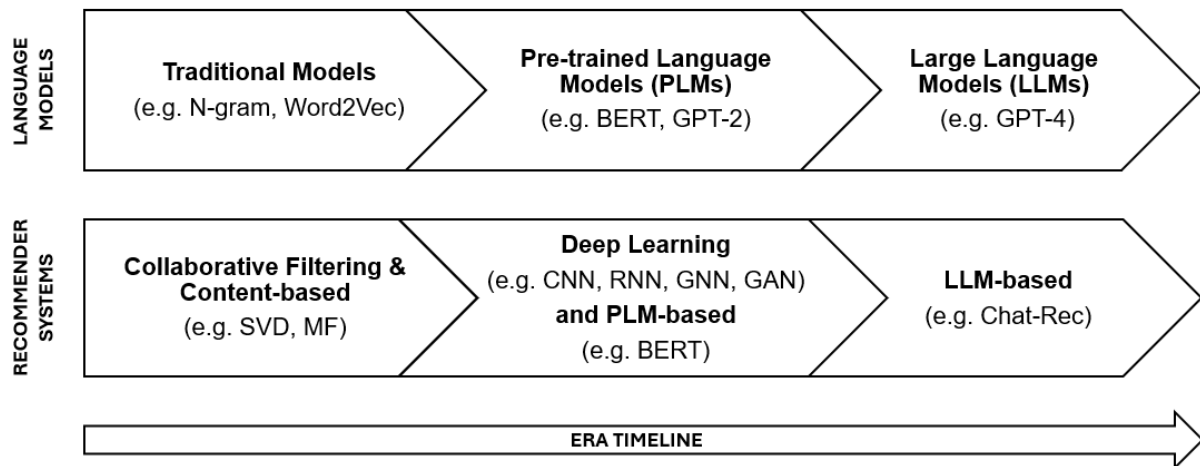 LANGUAGE
MODELS
Traditional Models
(e.g. N-gram, Word2Vec)
Pre-trained Language
Models (PLMs)
(e.g. BERT, GPT-2)
Large Language
Models (LLMs)
(e.g. GPT-4)
RECOMMENDER
SYSTEMS
Collaborative Filtering &
Content-based
(e.g. SVD, MF)
Deep Learning
(e.g. CNN, RNN, GNN, GAN)
and PLM-based
(e.g. BERT)
LLM-based
(e.g. Chat-Rec)
ERA TIMELINE